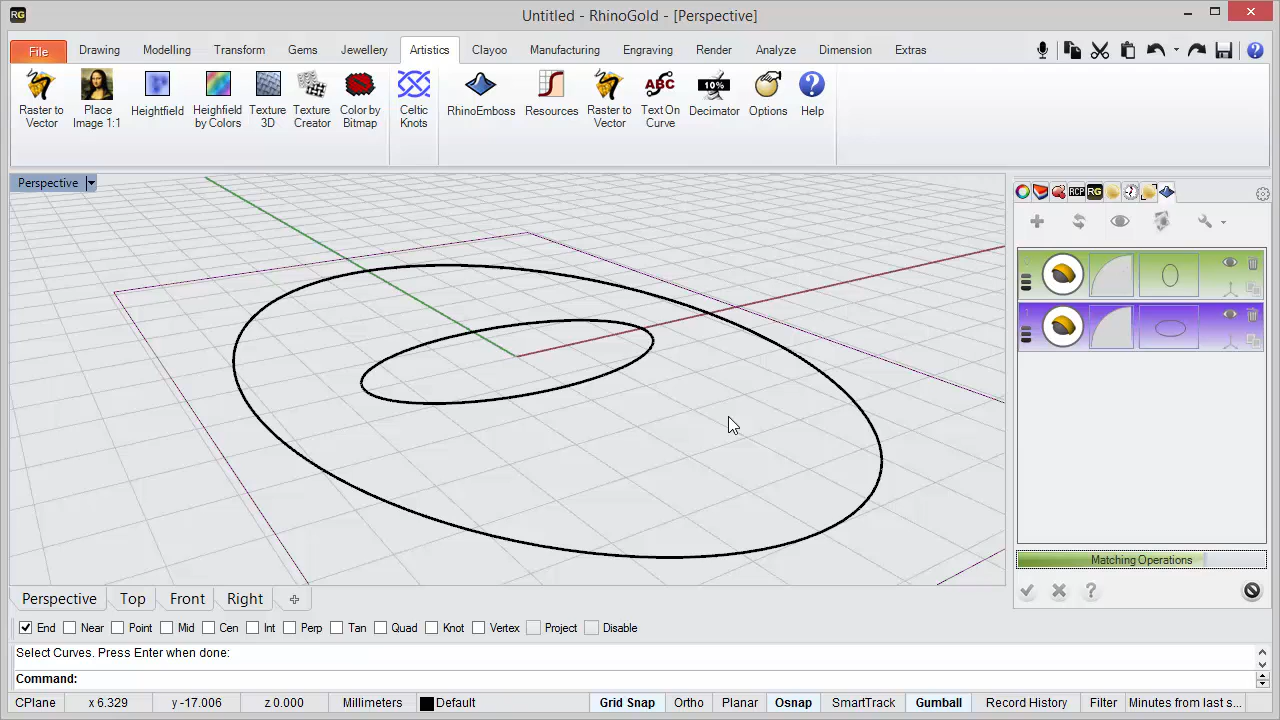 RG
Untitled - RhinoGold - [Perspective]
File Drawing Modelling Transform Gems Jewellery Artistics Clayoo Manufacturing Engraving Render Analyze Dimension Extras
ABC
10%
Raster to Vector
Place Image 1:1
Heightfield
Heighfield by Colors
Texture 3D
Texture Creator
Color by Bitmap
Celtic Knots
RhinoEmboss
Resources
Raster to Vector
Text On Curve
Decimator
Options
Help
Perspective
RCP RG
Matching Operations
Perspective Top Front Right
End Near Point Mid Cen Int Perp Tan Quad Knot Vertex Project Disable
Select Curves. Press Enter when done:
Command:
CPlane x 6.329 y -17.006 z 0.000 Millimeters Default Grid Snap Ortho Planar Osnap SmartTrack Gumball Record History Filter Minutes from last s...